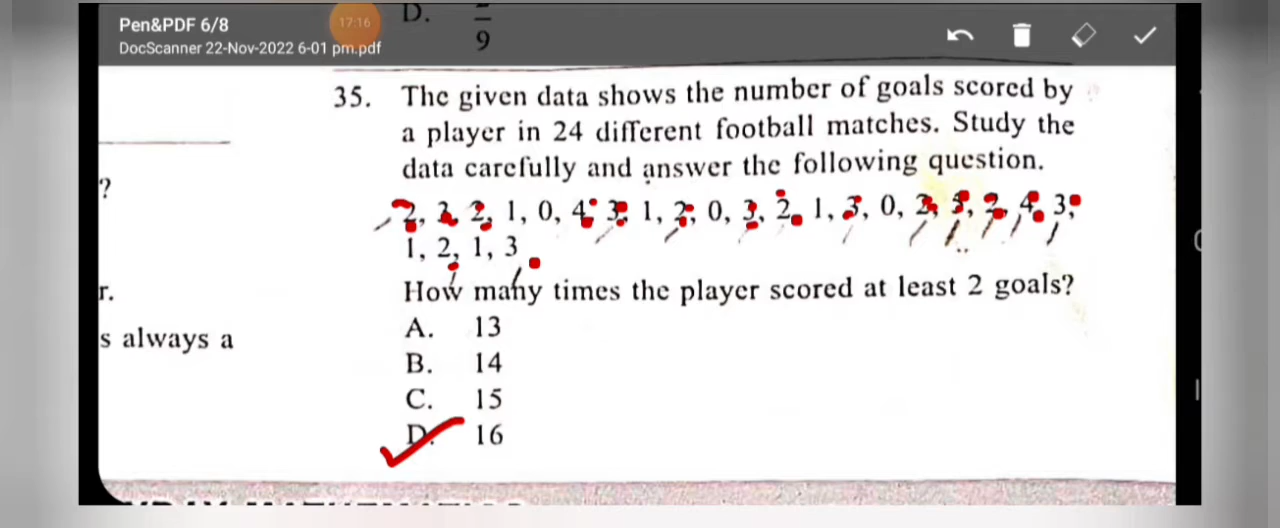 Pen&PDF 6/8
17:16
DocScanner 22-Nov-2022 6-01 pm.pdf
D.
9
35. The given data shows the number of goals scored by
a player in 24 different football matches. Study the
data carefully and answer the following question.
2, 3, 2, 1, 0, 4, 3, 1, 2, 0, 3, 2, 1, 3, 0, 2, 3, 2, 4, 3,
1, 2, 1, 3
How many times the player scored at least 2 goals?
A. 13
B. 14
C. 15
D. 16
?
r.
s always a